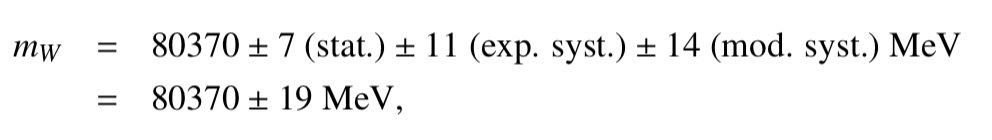 m_W = 80370 ± 7 (stat.) ± 11 (exp. syst.) ± 14 (mod. syst.) MeV
= 80370 ± 19 MeV,